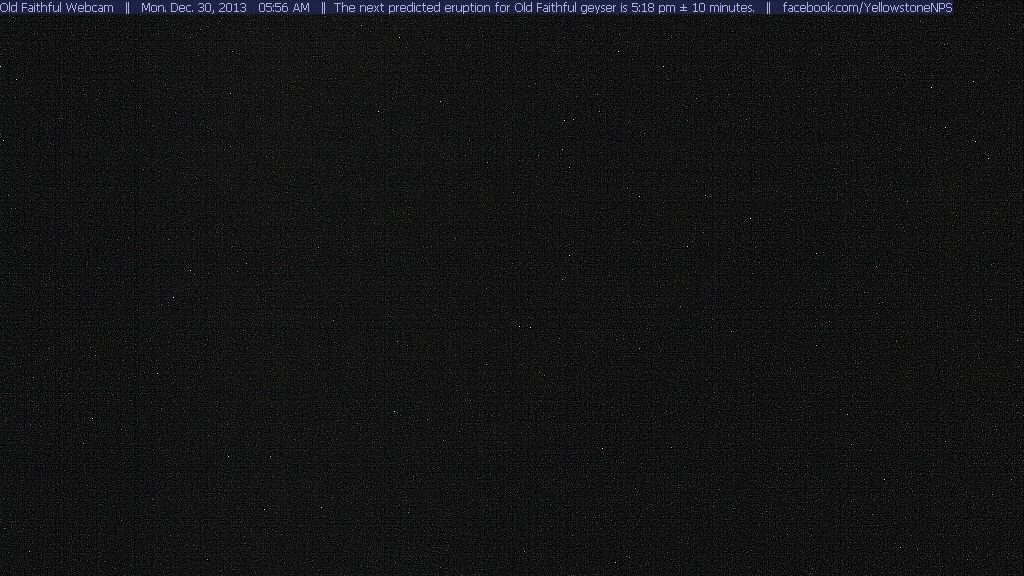 Old Faithful Webcam || Mon. Dec. 30, 2013 05:56 AM || The next predicted eruption for Old Faithful geyser is 5:18 pm ± 10 minutes. || facebook.com/YellowstoneNPS